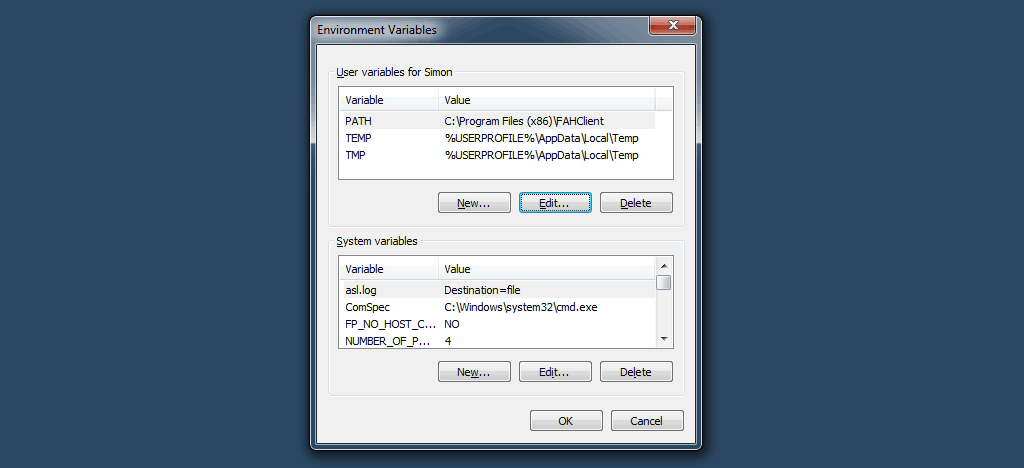 Environment Variables
User variables for Simon
Variable Value
PATH C:\Program Files (x86)\FAHClient
TEMP %USERPROFILE%\AppData\Local\Temp
TMP %USERPROFILE%\AppData\Local\Temp
New... Edit... Delete
System variables
Variable Value
asl.log Destination=file
ComSpec C:\Windows\system32\cmd.exe
FP_NO_HOST_C... NO
NUMBER_OF_P... 4
New... Edit... Delete
OK Cancel